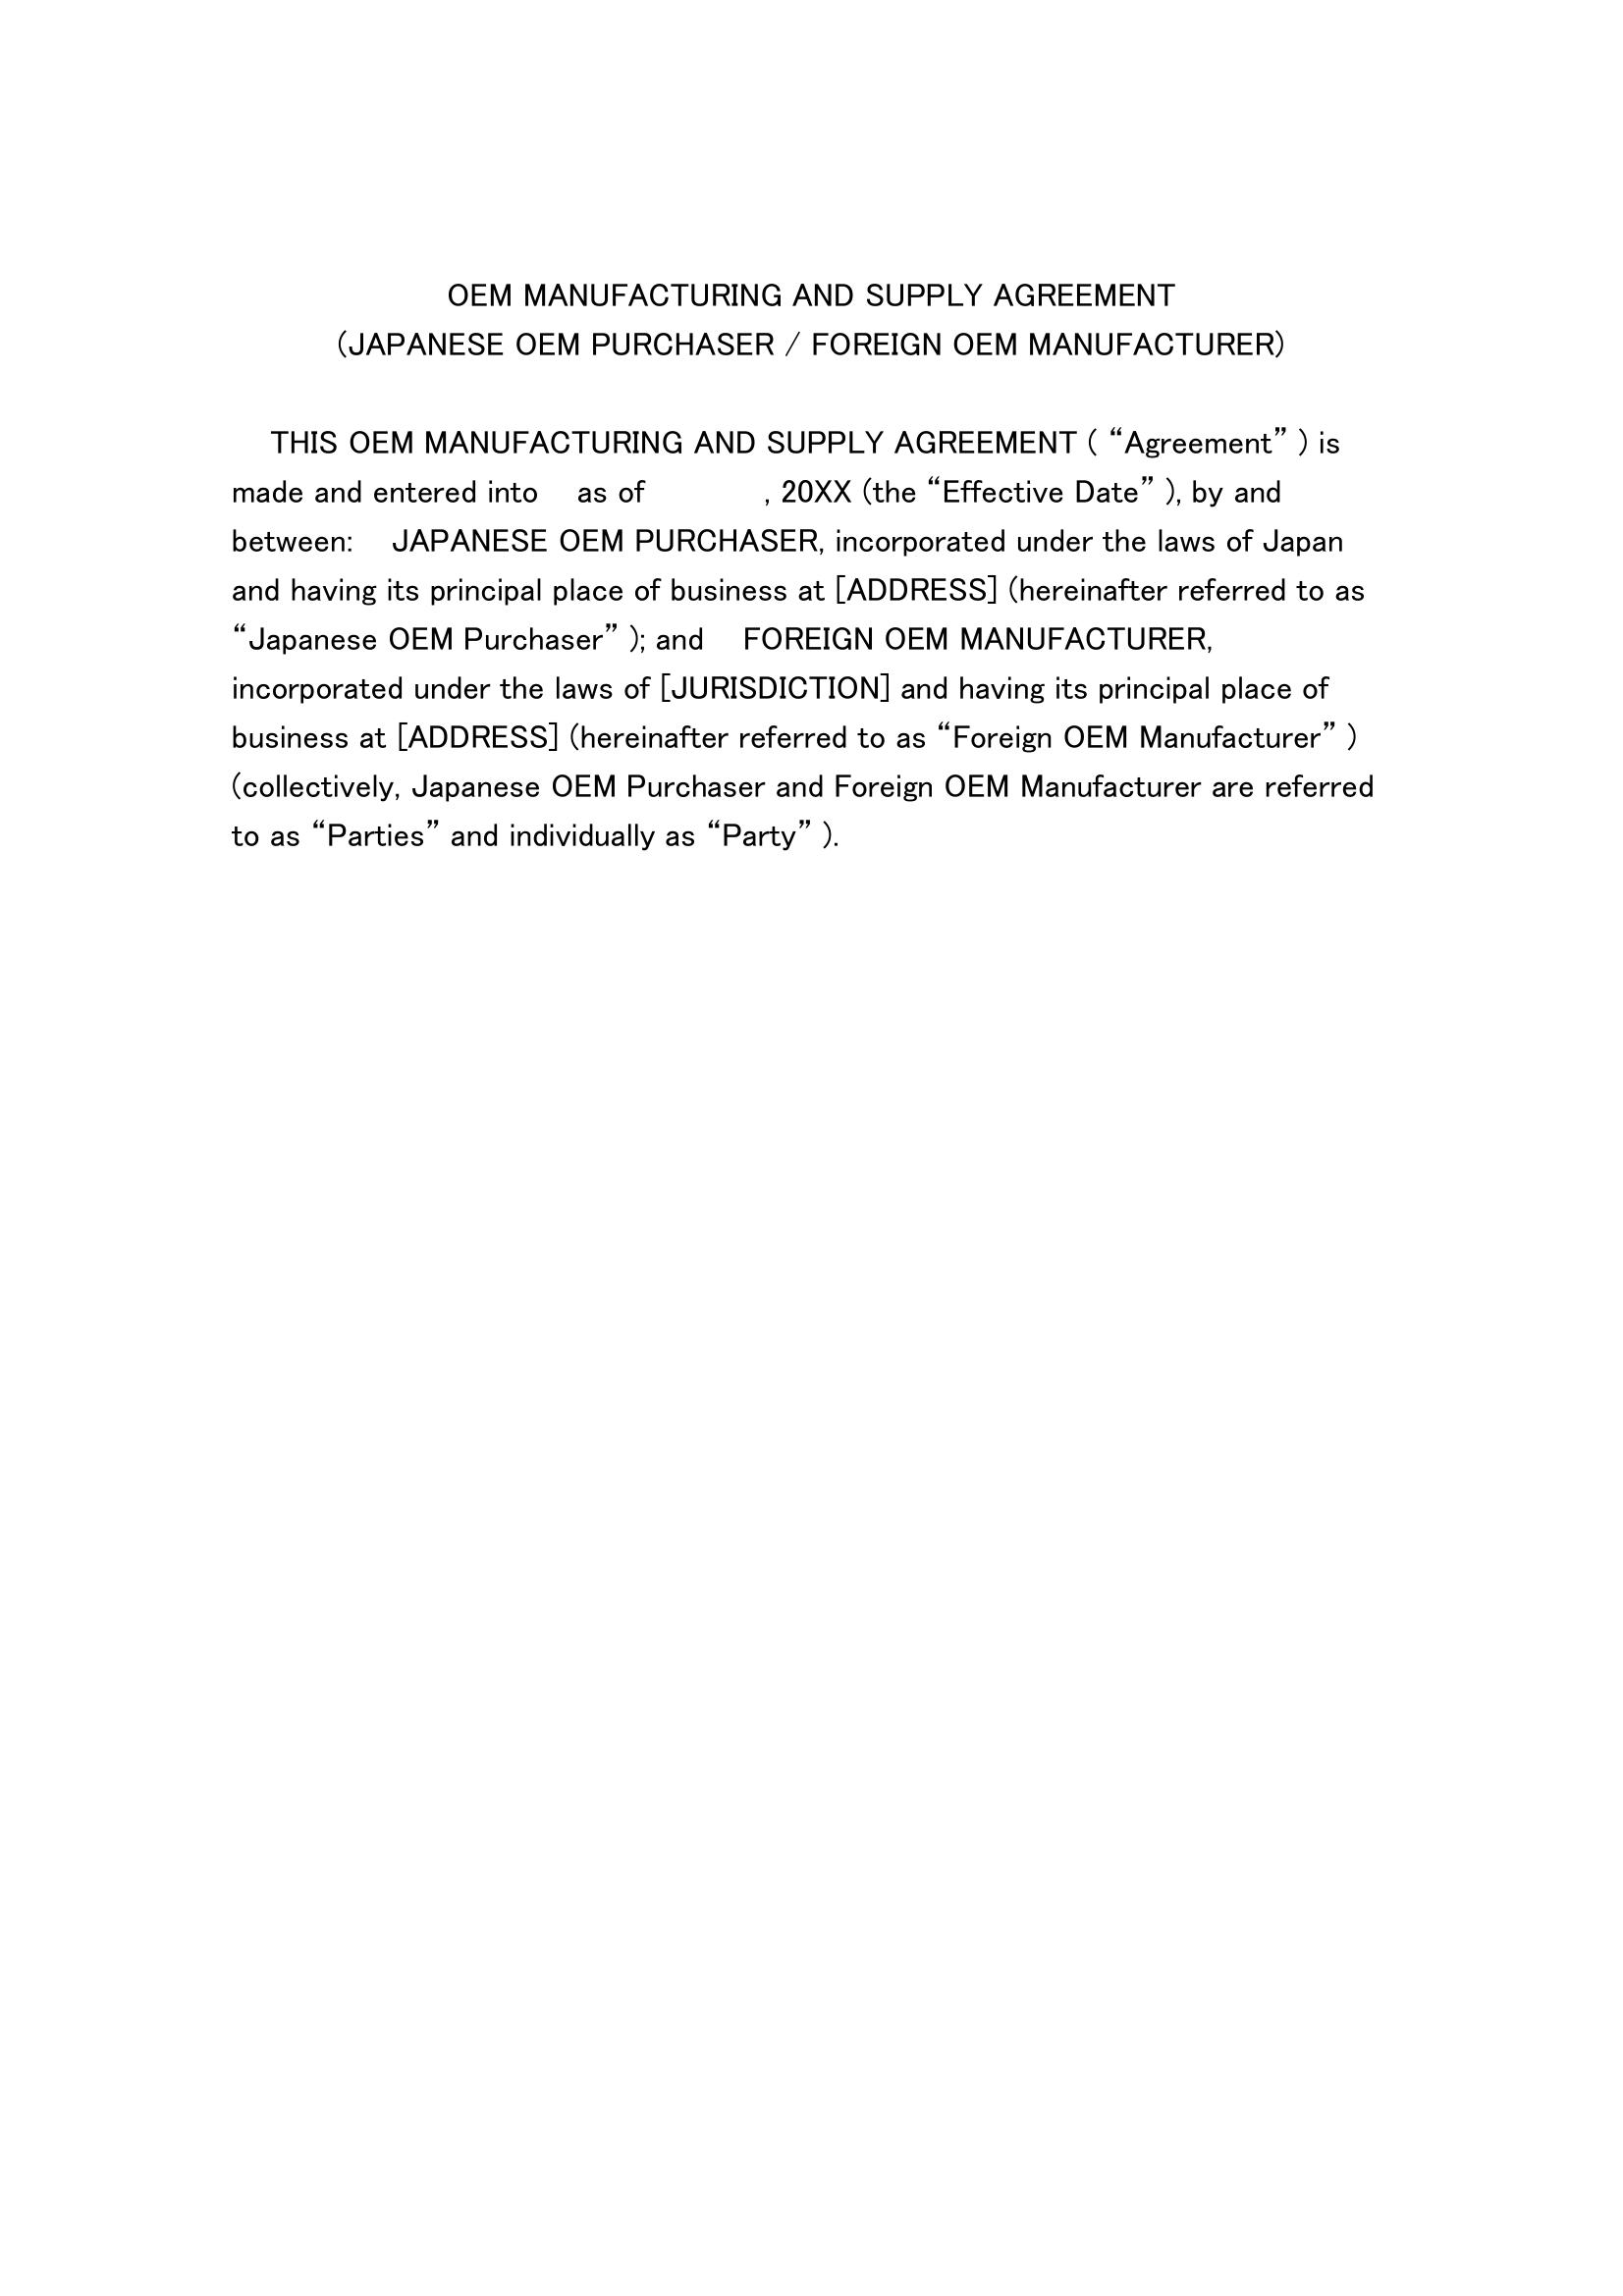 OEM MANUFACTURING AND SUPPLY AGREEMENT
(JAPANESE OEM PURCHASER / FOREIGN OEM MANUFACTURER)
THIS OEM MANUFACTURING AND SUPPLY AGREEMENT ( “Agreement” ) is
made and entered into as of , 20XX (the “Effective Date” ), by and
between: JAPANESE OEM PURCHASER, incorporated under the laws of Japan
and having its principal place of business at [ADDRESS] (hereinafter referred to as
“Japanese OEM Purchaser” ); and FOREIGN OEM MANUFACTURER,
incorporated under the laws of [JURISDICTION] and having its principal place of
business at [ADDRESS] (hereinafter referred to as “Foreign OEM Manufacturer” )
(collectively, Japanese OEM Purchaser and Foreign OEM Manufacturer are referred
to as “Parties” and individually as “Party” ).